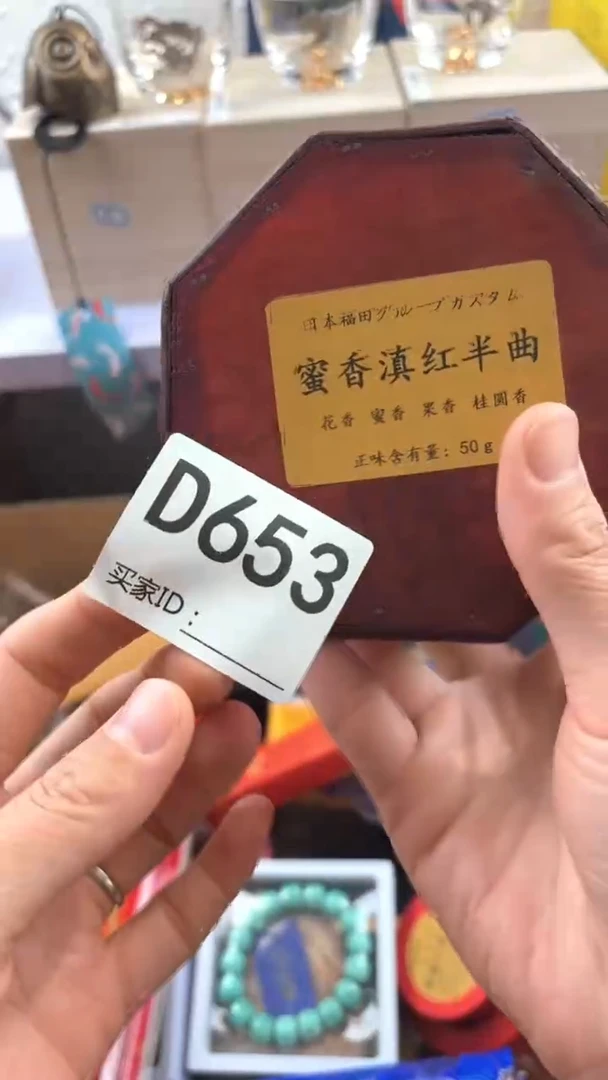 日本福田グループカスタム
蜜香滇红半曲
花香 蜜香 果香 桂圓香
正味含有量: 50g
D653
买家ID: